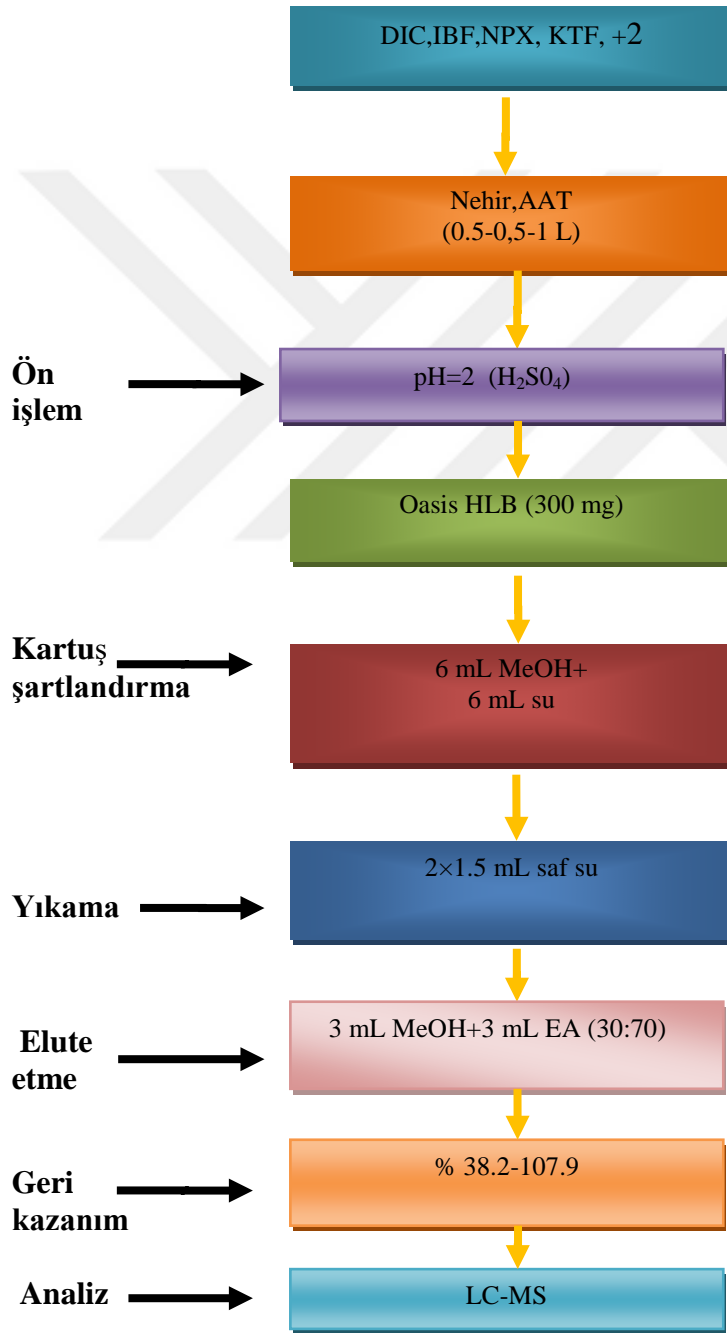 DIC,IBF,NPX, KTF, +2
Nehir,AAT
(0.5-0,5-1 L)
Ön
işlem
pH=2 (H₂S0₄)
Oasis HLB (300 mg)
Kartuş
şartlandırma
6 mL MeOH+
6 mL su
Yıkama
2×1.5 mL saf su
Elute
etme
3 mL MeOH+3 mL EA (30:70)
Geri
kazanım
% 38.2-107.9
Analiz
LC-MS